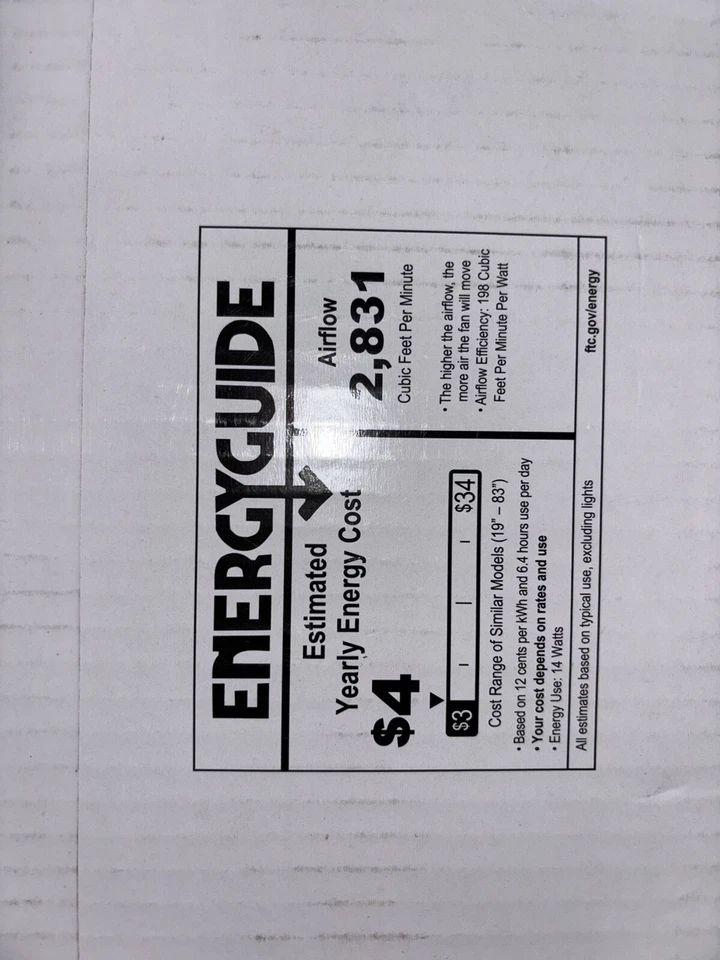 ENERGYGUIDE
Estimated
Yearly Energy Cost
$4
$3
$34
Cost Range of Similar Models (19" – 83")
• Based on 12 cents per kWh and 6.4 hours use per day
• Your cost depends on rates and use
• Energy Use: 14 Watts
Airflow
2,831
Cubic Feet Per Minute
• The higher the airflow, the
more air the fan will move
• Airflow Efficiency: 198 Cubic
Feet Per Minute Per Watt
All estimates based on typical use, excluding lights
ftc.gov/energy